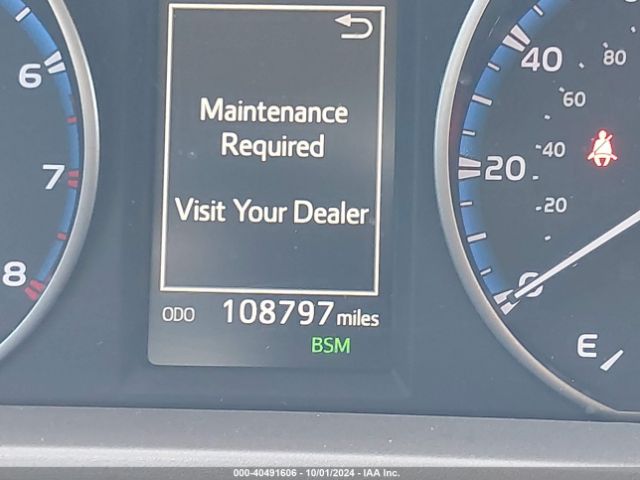 Maintenance
Required
Visit Your Dealer
ODO 108797 miles
BSM
6
7
8
40
20
0
80
60
40
20
E
000-40491606 - 10/01/2024 - IAA Inc.